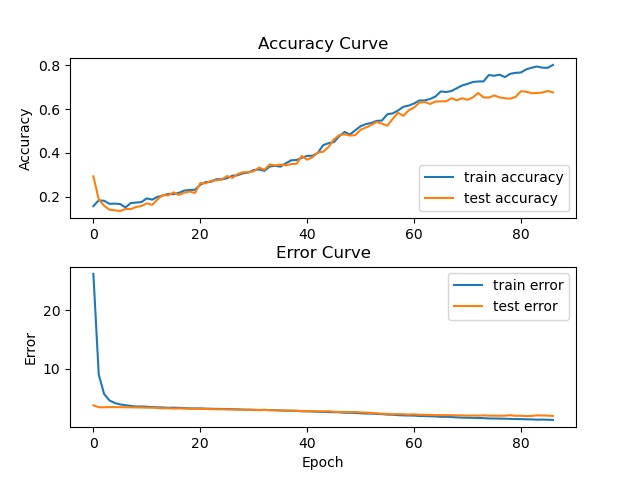 Accuracy Curve
0.8
0.6
0.4
0.2
Accuracy
train accuracy
test accuracy
0 20 40 60 80
Error Curve
20
10
Error
train error
test error
0 20 40 60 80
Epoch